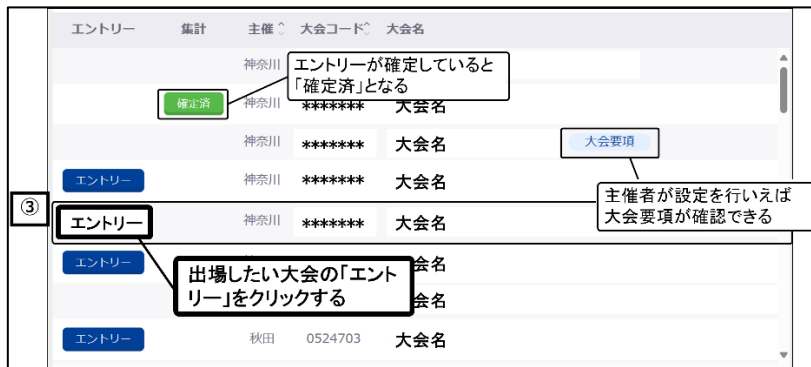 エントリー 集計 主催 大会コード 大会名
神奈川
エントリーが確定していると
「確定済」となる
確定済 神奈川 ******* 大会名
神奈川 ******* 大会名 大会要項
エントリー 神奈川 ******* 大会名
主催者が設定を行いえば
大会要項が確認できる
③
エントリー 神奈川 ******* 大会名
エントリー 会名
出場したい大会の「エント
リー」をクリックする
会名
エントリー 秋田 0524703 大会名